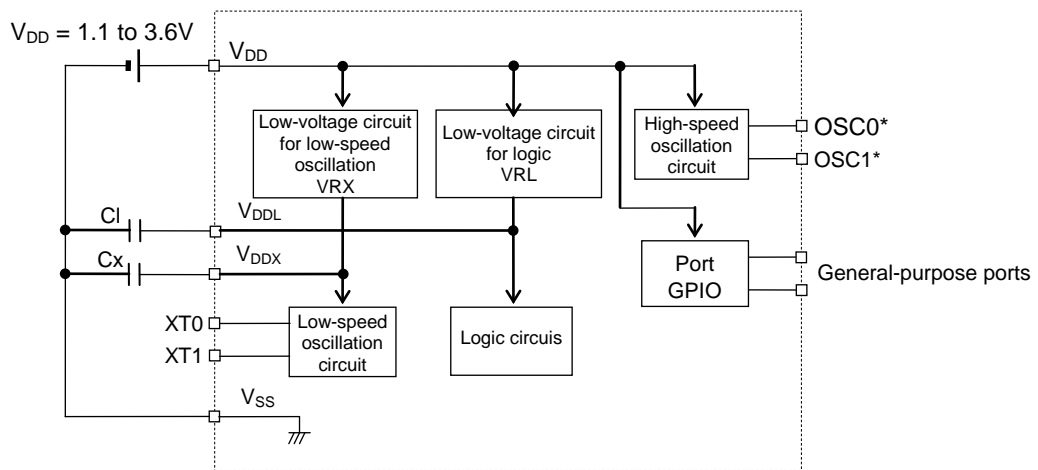 V_DD = 1.1 to 3.6V
V_DD
Low-voltage circuit
for low-speed
oscillation
VRX
Low-voltage circuit
for logic
VRL
High-speed
oscillation
circuit
OSC0*
OSC1*
Cl
V_DDL
Cx
V_DDX
Port
GPIO
General-purpose ports
XT0
XT1
Low-speed
oscillation
circuit
Logic circuis
V_SS